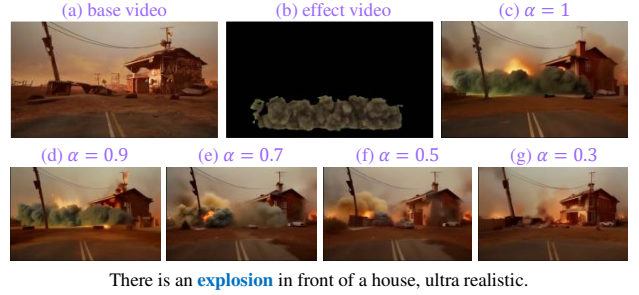 (a) base video (b) effect video (c) α = 1
(d) α = 0.9 (e) α = 0.7 (f) α = 0.5 (g) α = 0.3
There is an explosion in front of a house, ultra realistic.